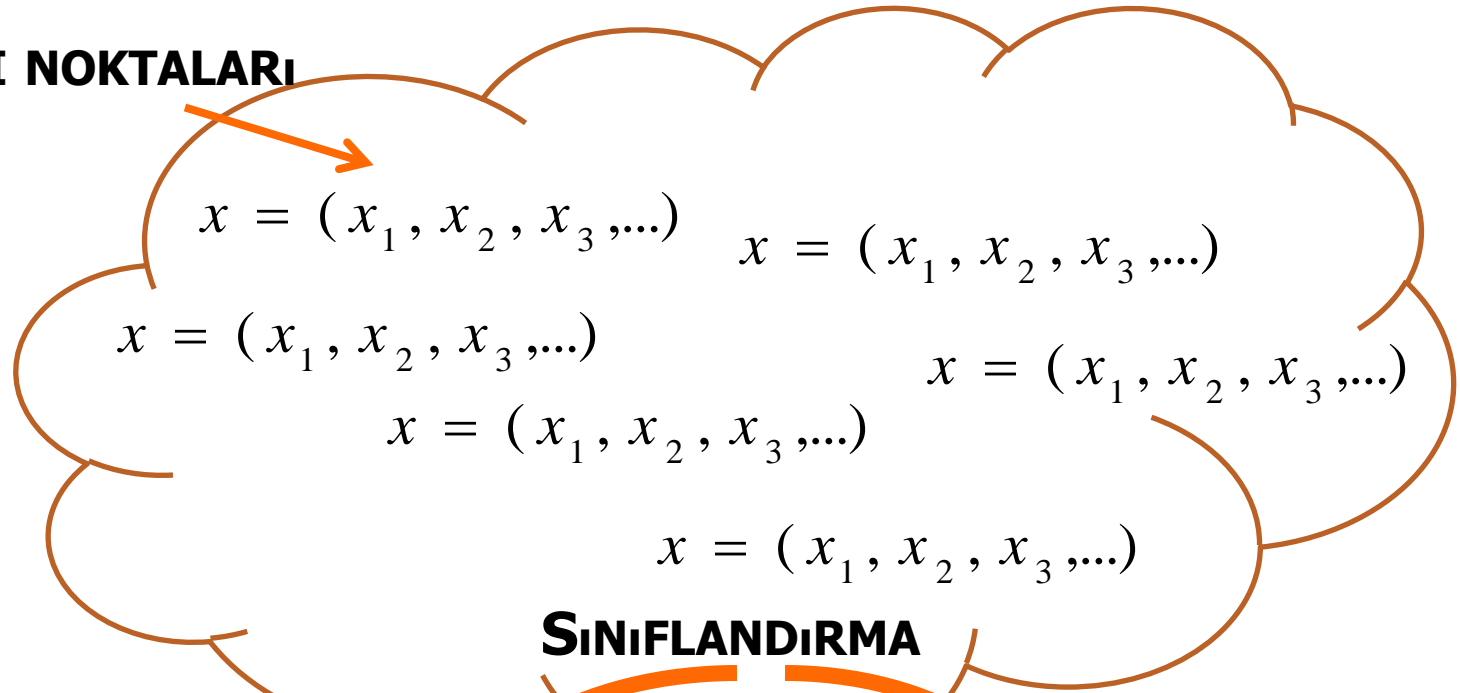 NOKTALARı
x = (x₁, x₂, x₃,...)
x = (x₁, x₂, x₃,...)
x = (x₁, x₂, x₃,...)
x = (x₁, x₂, x₃,...)
x = (x₁, x₂, x₃,...)
x = (x₁, x₂, x₃,...)
SıNıFLANDıRMA